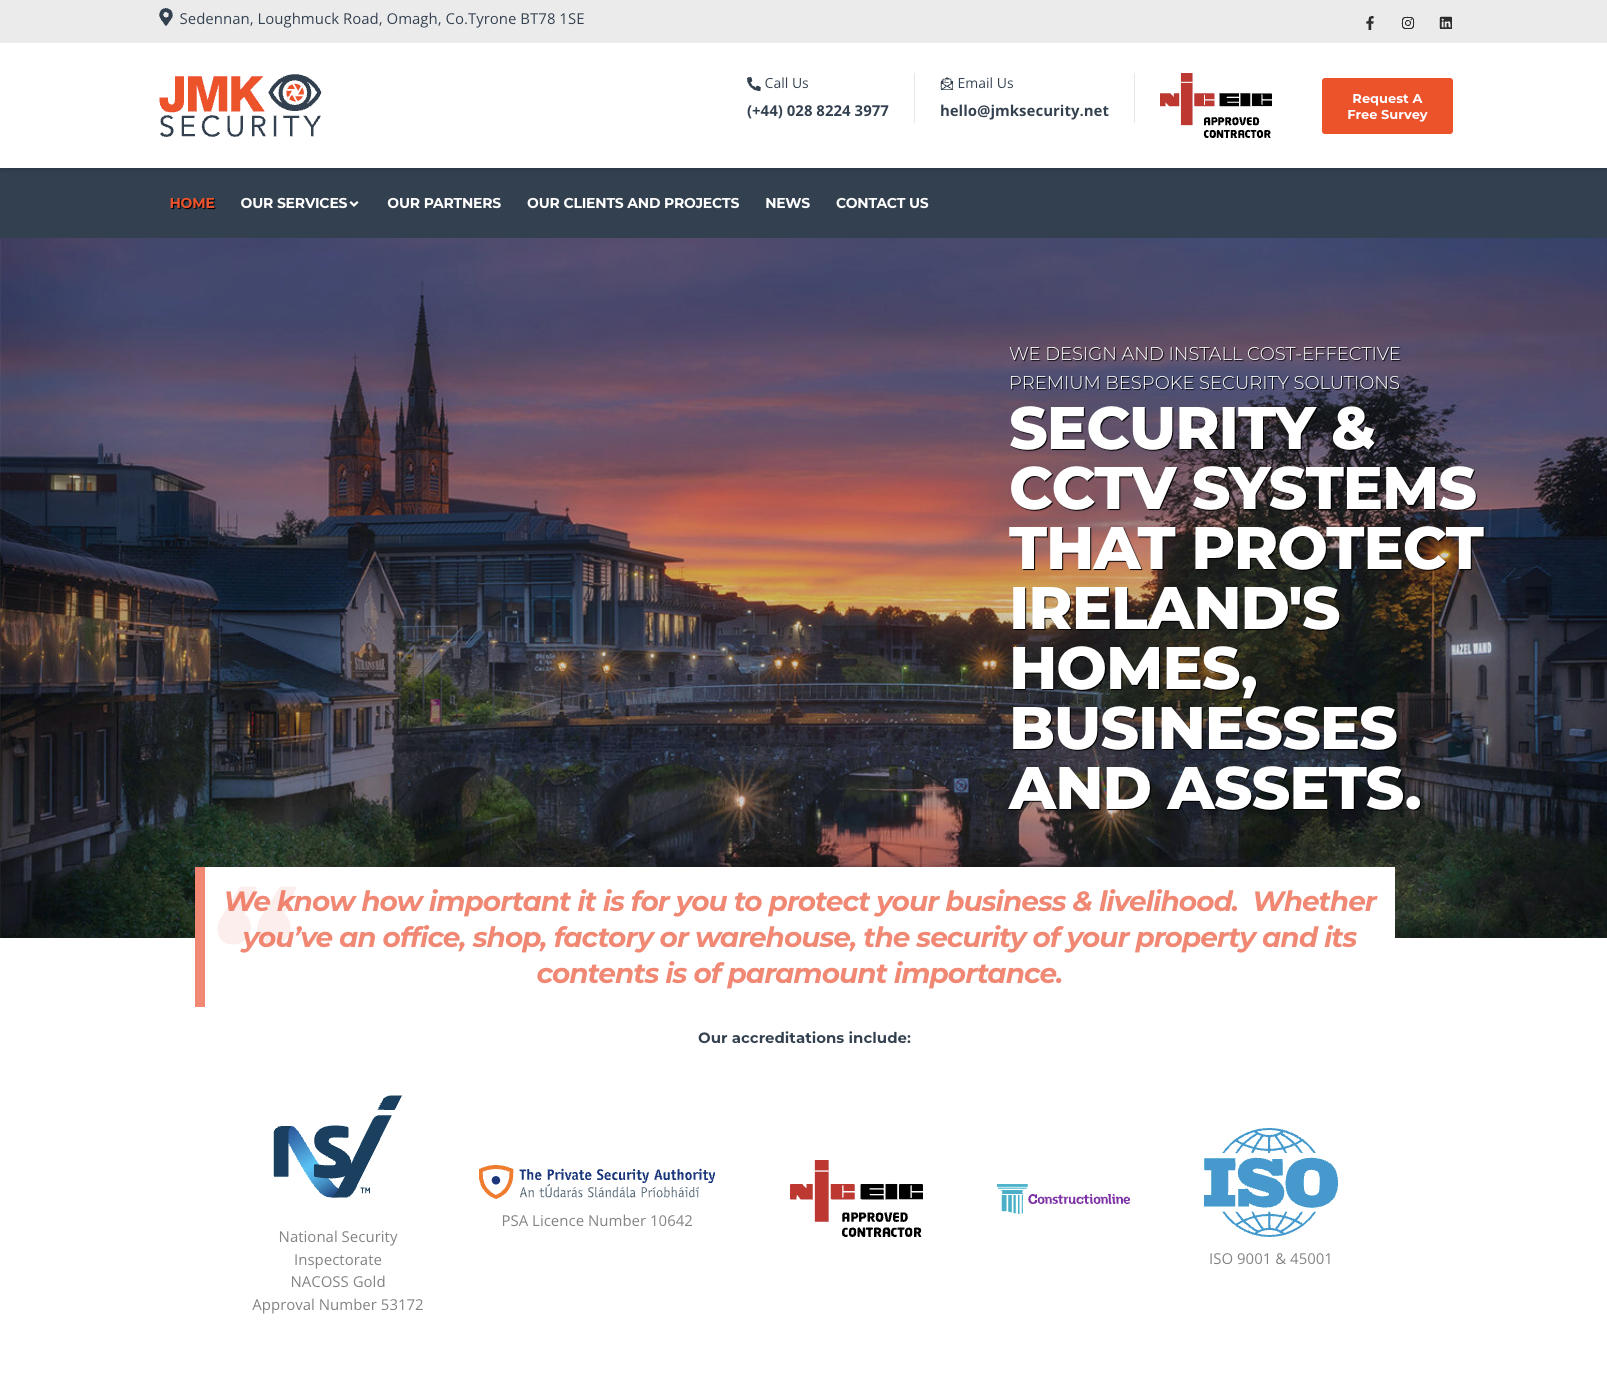 Sedennan, Loughmuck Road, Omagh, Co.Tyrone BT78 1SE
JMK
SECURITY
Call Us
(+44) 028 8224 3977
Email Us
hello@jmksecurity.net
NICEIC
APPROVED
CONTRACTOR
Request A
Free Survey
HOME OUR SERVICES OUR PARTNERS OUR CLIENTS AND PROJECTS NEWS CONTACT US
WE DESIGN AND INSTALL COST-EFFECTIVE
PREMIUM BESPOKE SECURITY SOLUTIONS
SECURITY &
CCTV SYSTEMS
THAT PROTECT
IRELAND'S
HOMES,
BUSINESSES
AND ASSETS.
HAZEL WAND
We know how important it is for you to protect your business & livelihood. Whether
you’ve an office, shop, factory or warehouse, the security of your property and its
contents is of paramount importance.
Our accreditations include:
NSI TM
National Security
Inspectorate
NACOSS Gold
Approval Number 53172
The Private Security Authority
An tÚdarás Slándála Príobháidí
PSA Licence Number 10642
NICEIC
APPROVED
CONTRACTOR
Constructionline
ISO
ISO 9001 & 45001